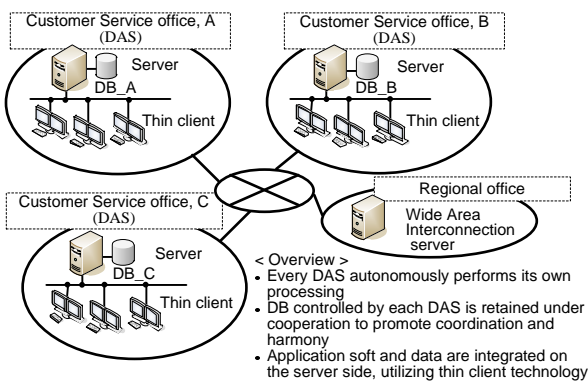 Customer Service office, A
(DAS)
Server
DB_A
Thin client
Customer Service office, B
(DAS)
Server
DB_B
Thin client
Customer Service office, C
(DAS)
Server
DB_C
Thin client
Regional office
Wide Area
Interconnection
server
< Overview >
• Every DAS autonomously performs its own
processing
• DB controlled by each DAS is retained under
cooperation to promote coordination and
harmony
• Application soft and data are integrated on
the server side, utilizing thin client technology